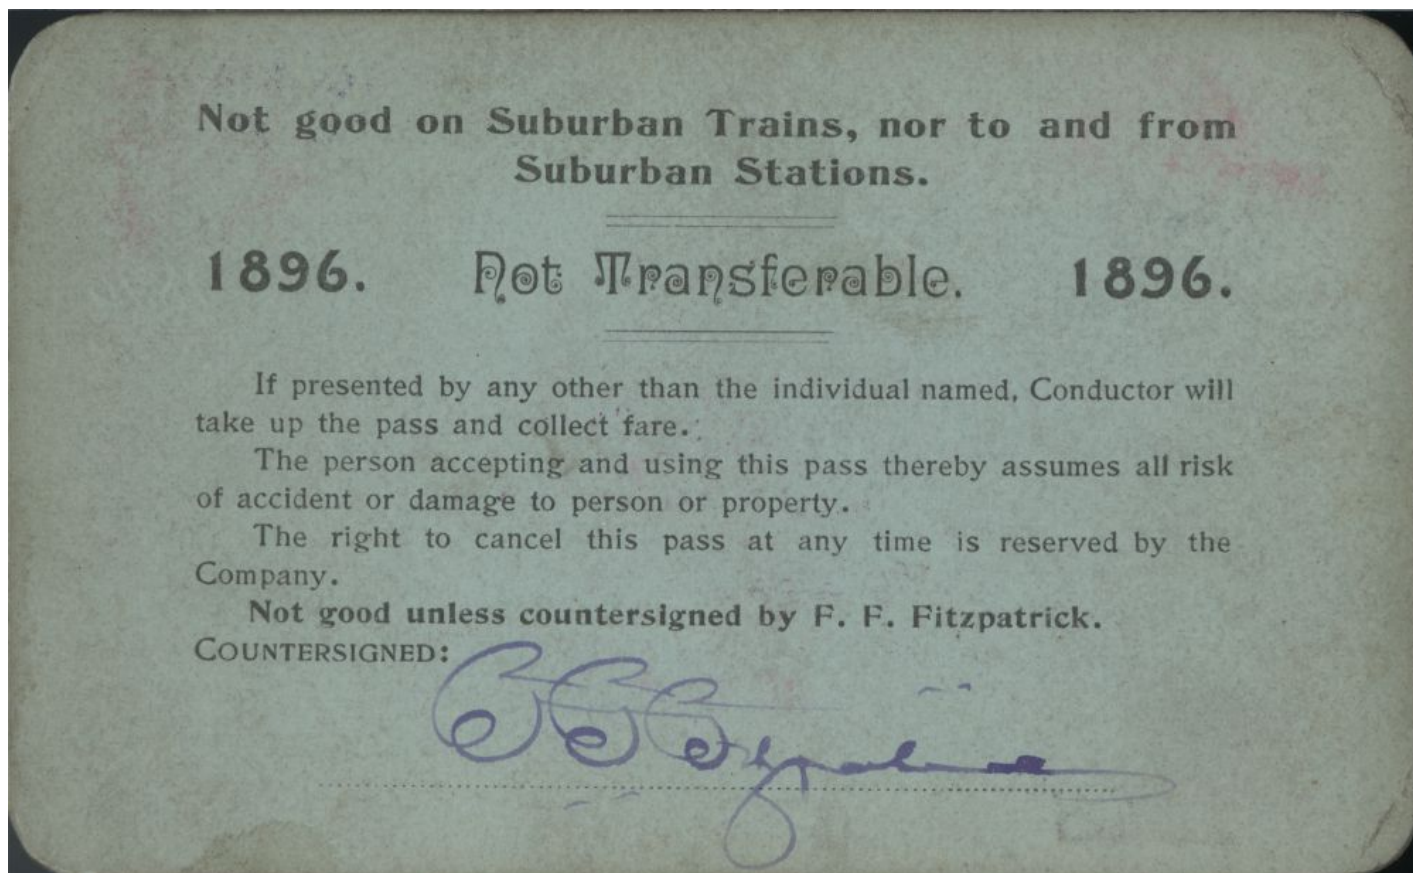 Not good on Suburban Trains, nor to and from
Suburban Stations.
1896. Not Transferable. 1896.
If presented by any other than the individual named, Conductor will
take up the pass and collect fare.
The person accepting and using this pass thereby assumes all risk
of accident or damage to person or property.
The right to cancel this pass at any time is reserved by the
Company.
Not good unless countersigned by F. F. Fitzpatrick.
COUNTERSIGNED:
F F Fitzpatrick